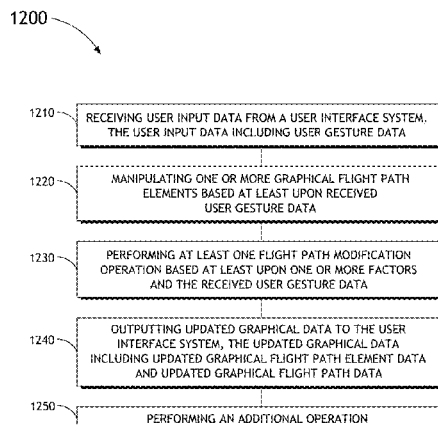 1200
1210
RECEIVING USER INPUT DATA FROM A USER INTERFACE SYSTEM,
THE USER INPUT DATA INCLUDING USER GESTURE DATA
1220
MANIPULATING ONE OR MORE GRAPHICAL FLIGHT PATH
ELEMENTS BASED AT LEAST UPON RECEIVED
USER GESTURE DATA
1230
PERFORMING AT LEAST ONE FLIGHT PATH MODIFICATION
OPERATION BASED AT LEAST UPON ONE OR MORE FACTORS
AND THE RECEIVED USER GESTURE DATA
1240
OUTPUTTING UPDATED GRAPHICAL DATA TO THE USER
INTERFACE SYSTEM, THE UPDATED GRAPHICAL DATA
INCLUDING UPDATED GRAPHICAL FLIGHT PATH ELEMENT DATA
AND UPDATED GRAPHICAL FLIGHT PATH DATA
1250
PERFORMING AN ADDITIONAL OPERATION